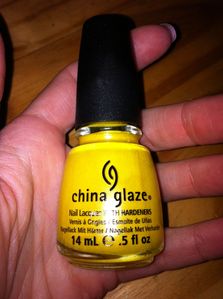 china glaze®
Nail Lacquer WITH HARDENERS
Vernis à Ongles / Esmalte de Uñas
Nagellack Mit Härter / Nagellak Met Verharder
14 mL ℮ .5 fl oz